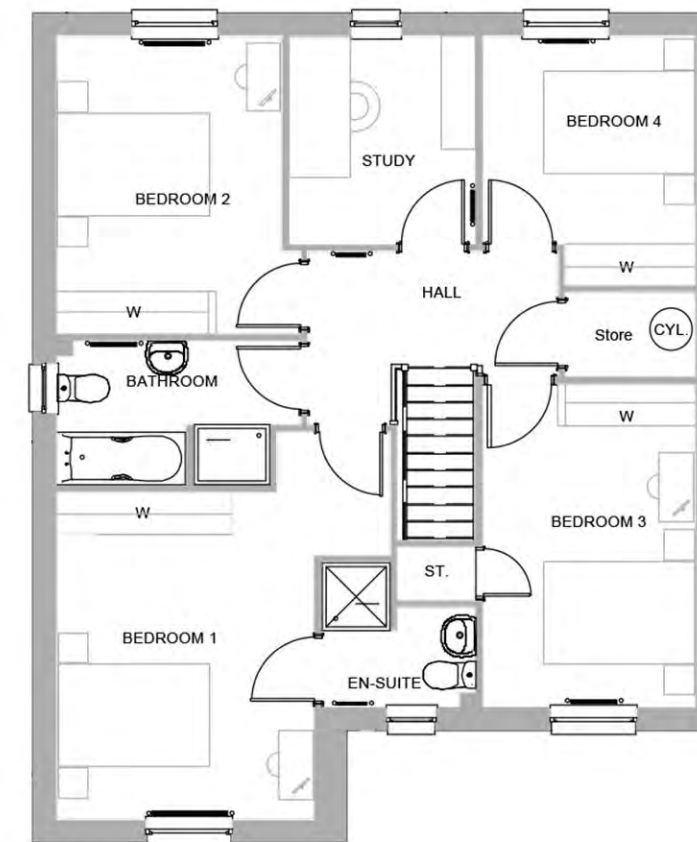 BEDROOM 4
STUDY
BEDROOM 2
W
HALL
W
Store
CYL.
BATHROOM
W
W
BEDROOM 3
ST.
BEDROOM 1
EN-SUITE